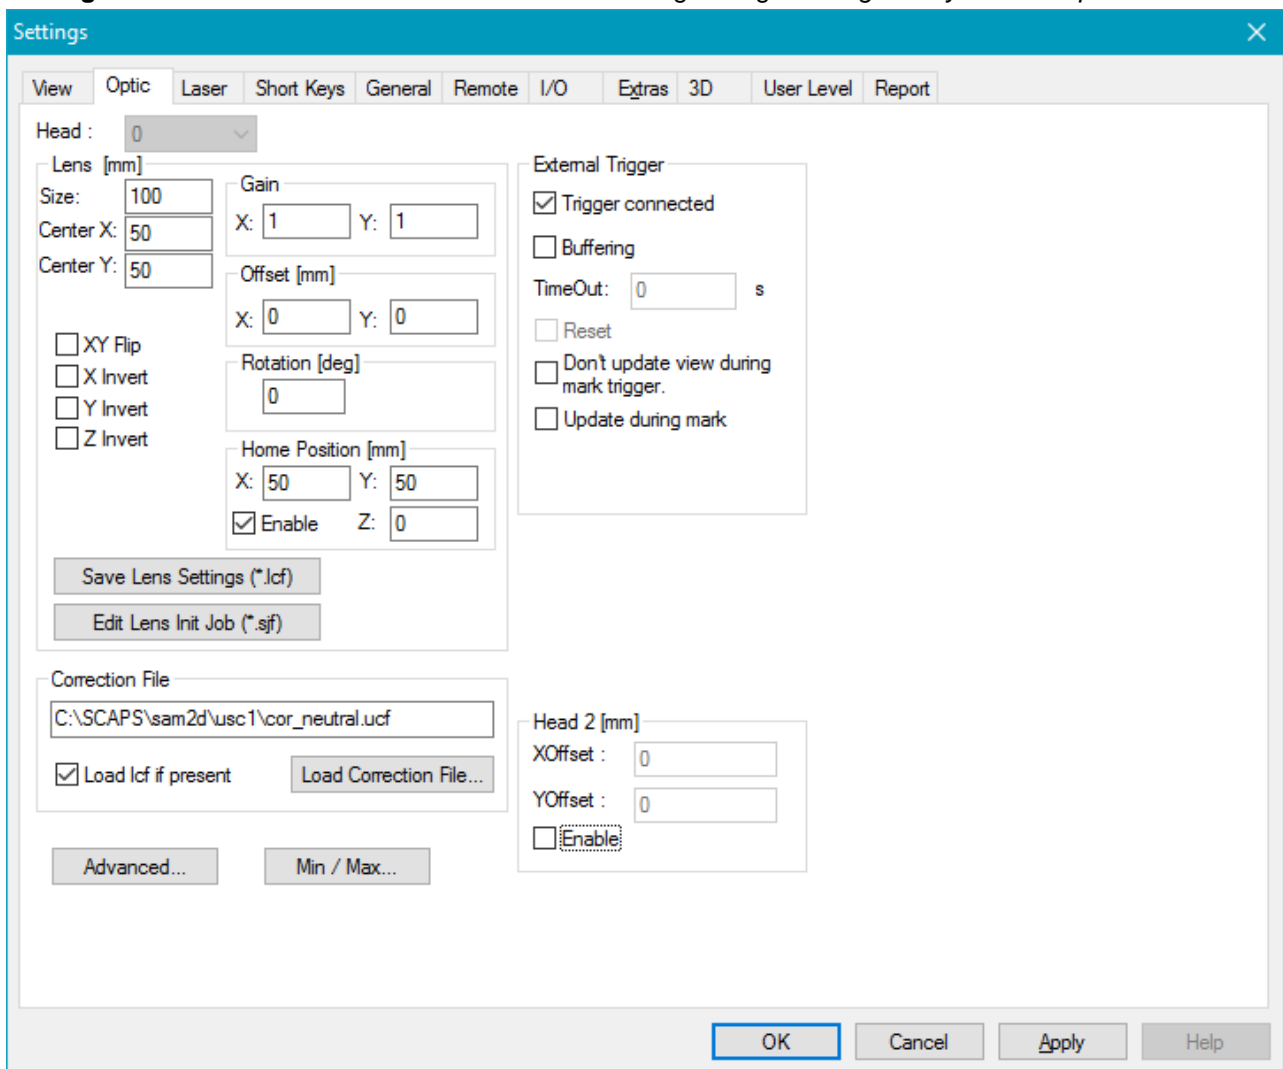 Settings
View Optic Laser Short Keys General Remote I/O Extras 3D User Level Report
Head : 0
Lens [mm]
Size: 100
Center X: 50
Center Y: 50
XY Flip
X Invert
Y Invert
Z Invert
Gain
X: 1 Y: 1
Offset [mm]
X: 0 Y: 0
Rotation [deg]
0
Home Position [mm]
X: 50 Y: 50
Enable Z: 0
Save Lens Settings (*.lcf)
Edit Lens Init Job (*.sjf)
External Trigger
Trigger connected
Buffering
TimeOut: 0 s
Reset
Don't update view during
mark trigger.
Update during mark
Correction File
C:\SCAPS\sam2d\usc1\cor_neutral.ucf
Load lcf if present Load Correction File...
Head 2 [mm]
XOffset : 0
YOffset : 0
Enable
Advanced... Min / Max...
OK Cancel Apply Help